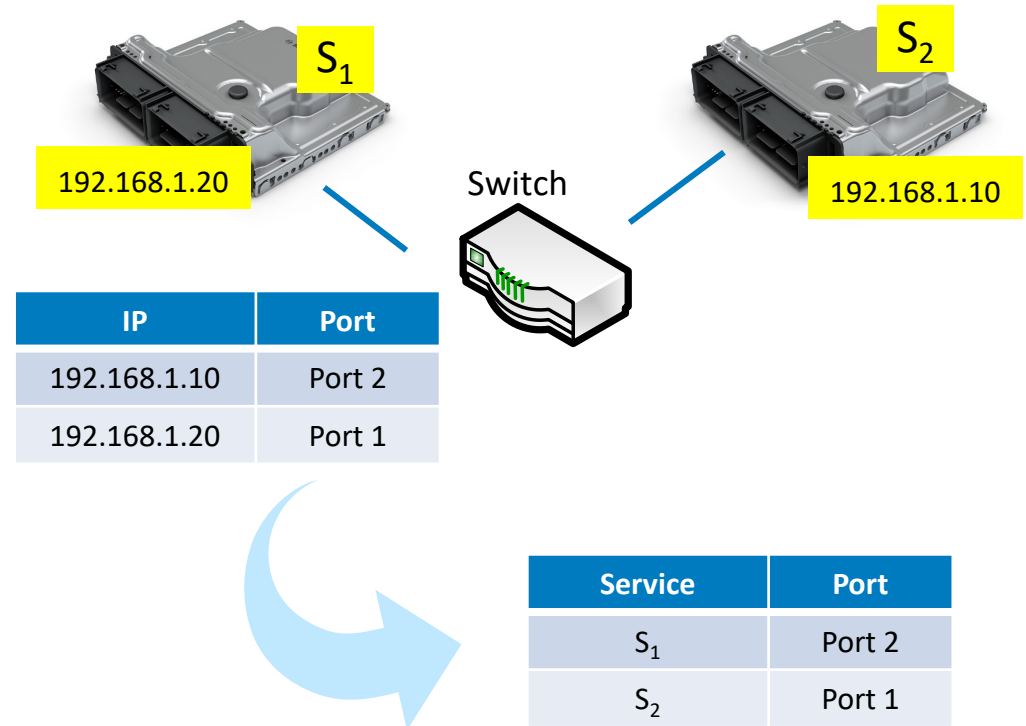 S₁
S₂
192.168.1.20
Switch
192.168.1.10
IP Port
192.168.1.10 Port 2
192.168.1.20 Port 1
Service Port
S₁ Port 2
S₂ Port 1